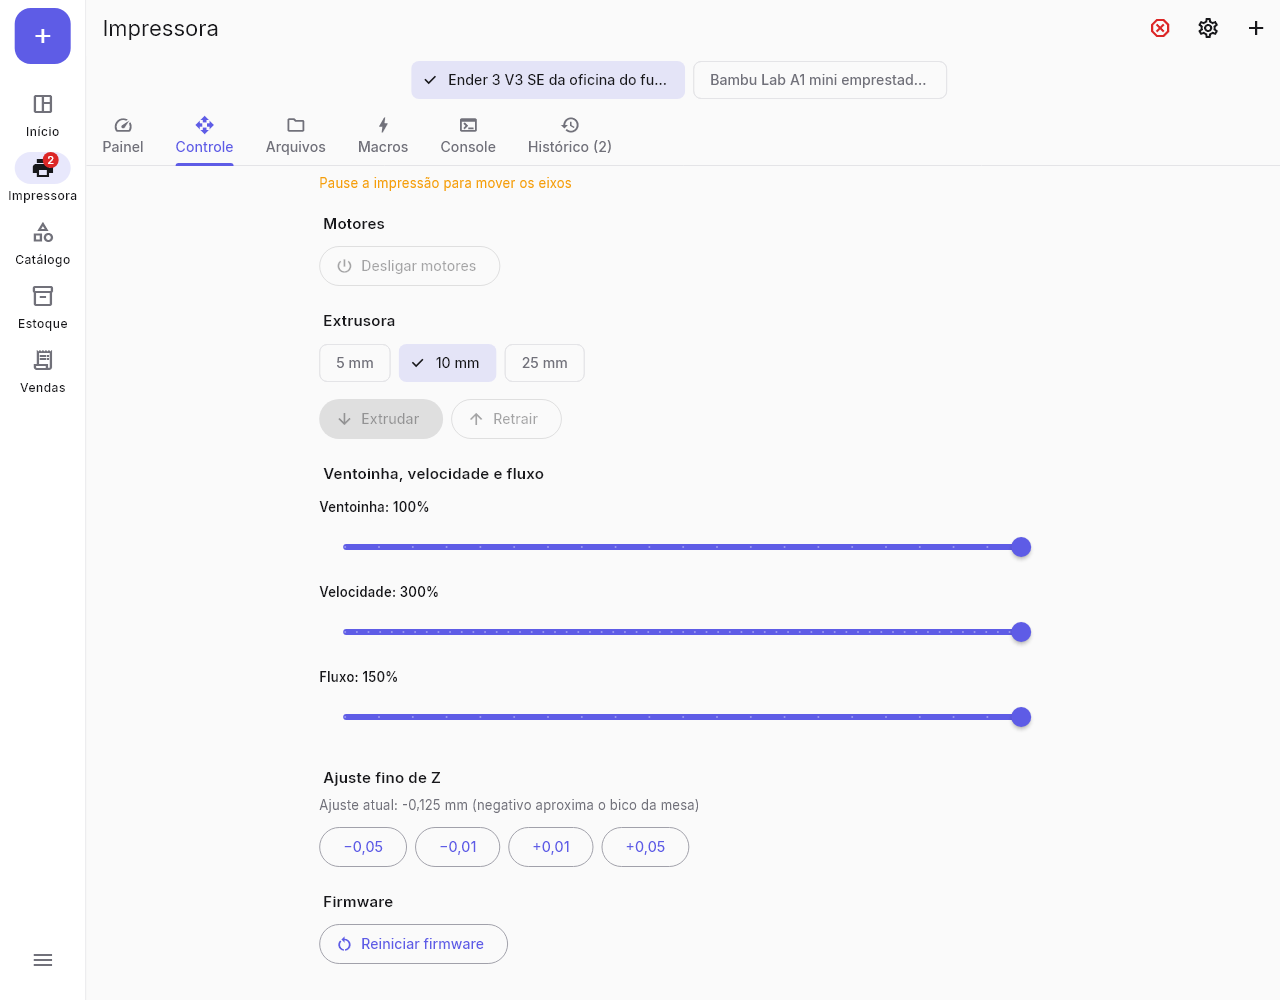 +
Impressora
Ender 3 V3 SE da oficina do fu...
Bambu Lab A1 mini emprestad...
Início
2
Impressora
Catálogo
Estoque
Vendas
Painel
Controle
Arquivos
Macros
Console
Histórico (2)
Pause a impressão para mover os eixos
Motores
Desligar motores
Extrusora
5 mm
10 mm
25 mm
Extrudar
Retrair
Ventoinha, velocidade e fluxo
Ventoinha: 100%
Velocidade: 300%
Fluxo: 150%
Ajuste fino de Z
Ajuste atual: -0,125 mm (negativo aproxima o bico da mesa)
−0,05
−0,01
+0,01
+0,05
Firmware
Reiniciar firmware